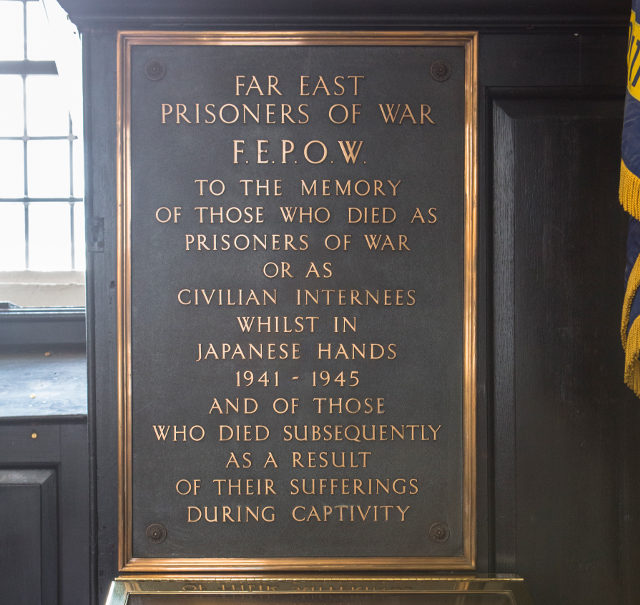 FAR EAST
PRISONERS OF WAR
F.E.P.O.W.
TO THE MEMORY
OF THOSE WHO DIED AS
PRISONERS OF WAR
OR AS
CIVILIAN INTERNEES
WHILST IN
JAPANESE HANDS
1941 - 1945
AND OF THOSE
WHO DIED SUBSEQUENTLY
AS A RESULT
OF THEIR SUFFERINGS
DURING CAPTIVITY